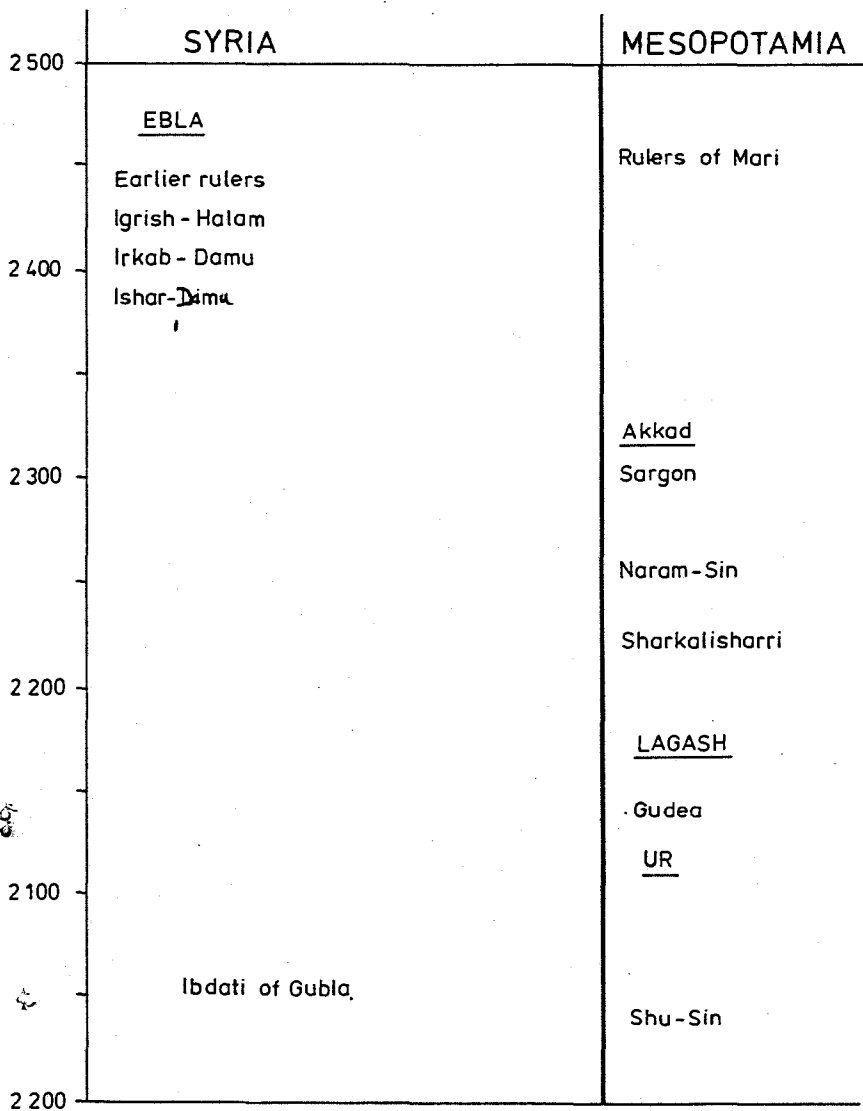 SYRIA
MESOPOTAMIA
2500
EBLA
Rulers of Mari
Earlier rulers
Igrish - Halam
Irkab - Damu
2400
Ishar-Damu
Akkad
2300
Sargon
Naram-Sin
Sharkalisharri
2200
LAGASH
Gudea
UR
2100
Ibdati of Gubla
Shu-Sin
2200